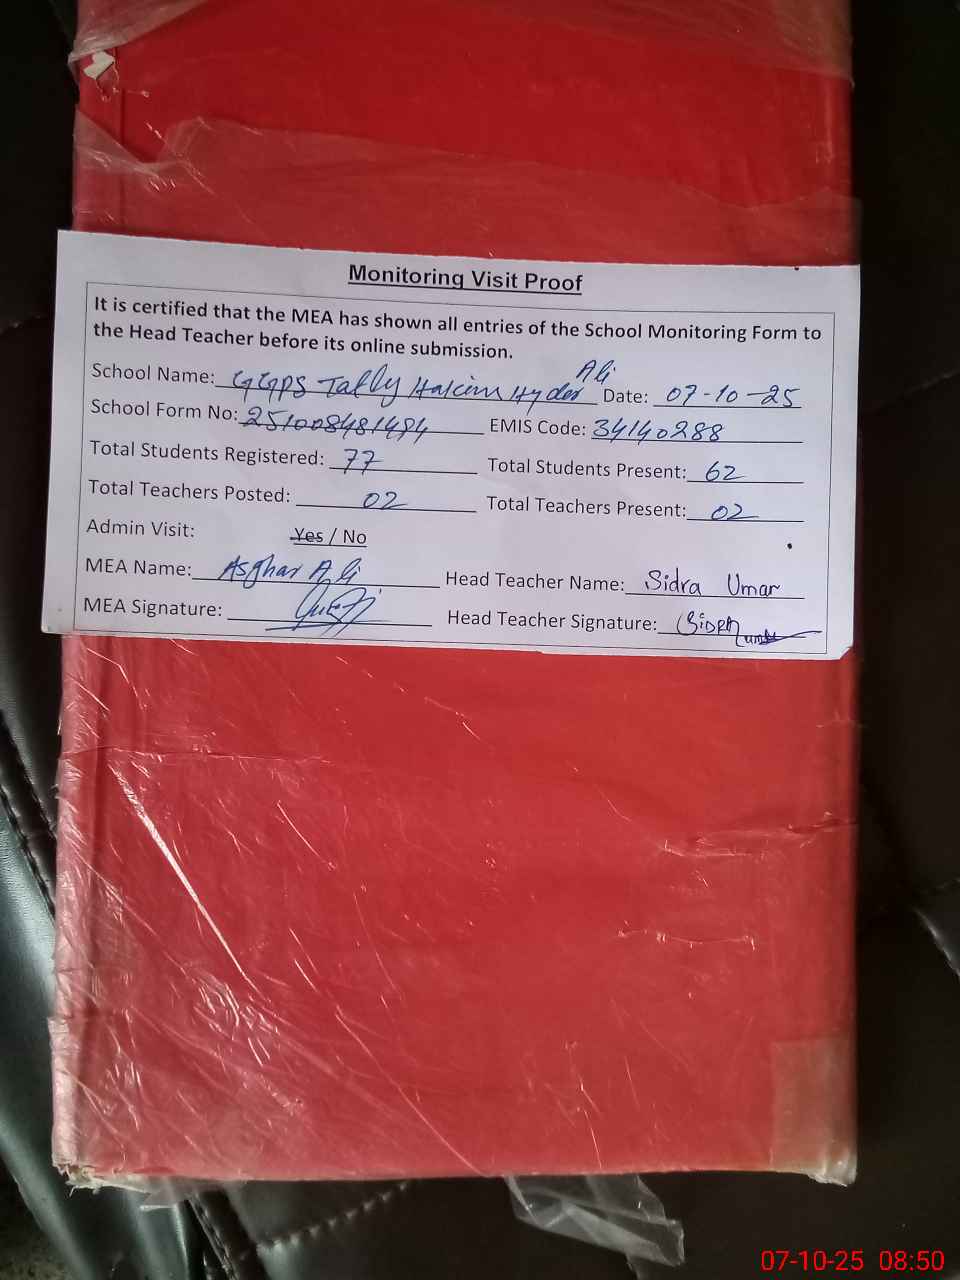 Monitoring Visit Proof
It is certified that the MEA has shown all entries of the School Monitoring Form to
the Head Teacher before its online submission.
School Name: GGPS Tally Hakim Hyder Ali Date: 07-10-25
School Form No: 251008481494 EMIS Code: 34140288
Total Students Registered: 77 Total Students Present: 62
Total Teachers Posted: 02 Total Teachers Present: 02
Admin Visit: Yes / No
MEA Name: Asghar Ali Head Teacher Name: Sidra Umar
MEA Signature: Head Teacher Signature: Sidra
07-10-25 08:50